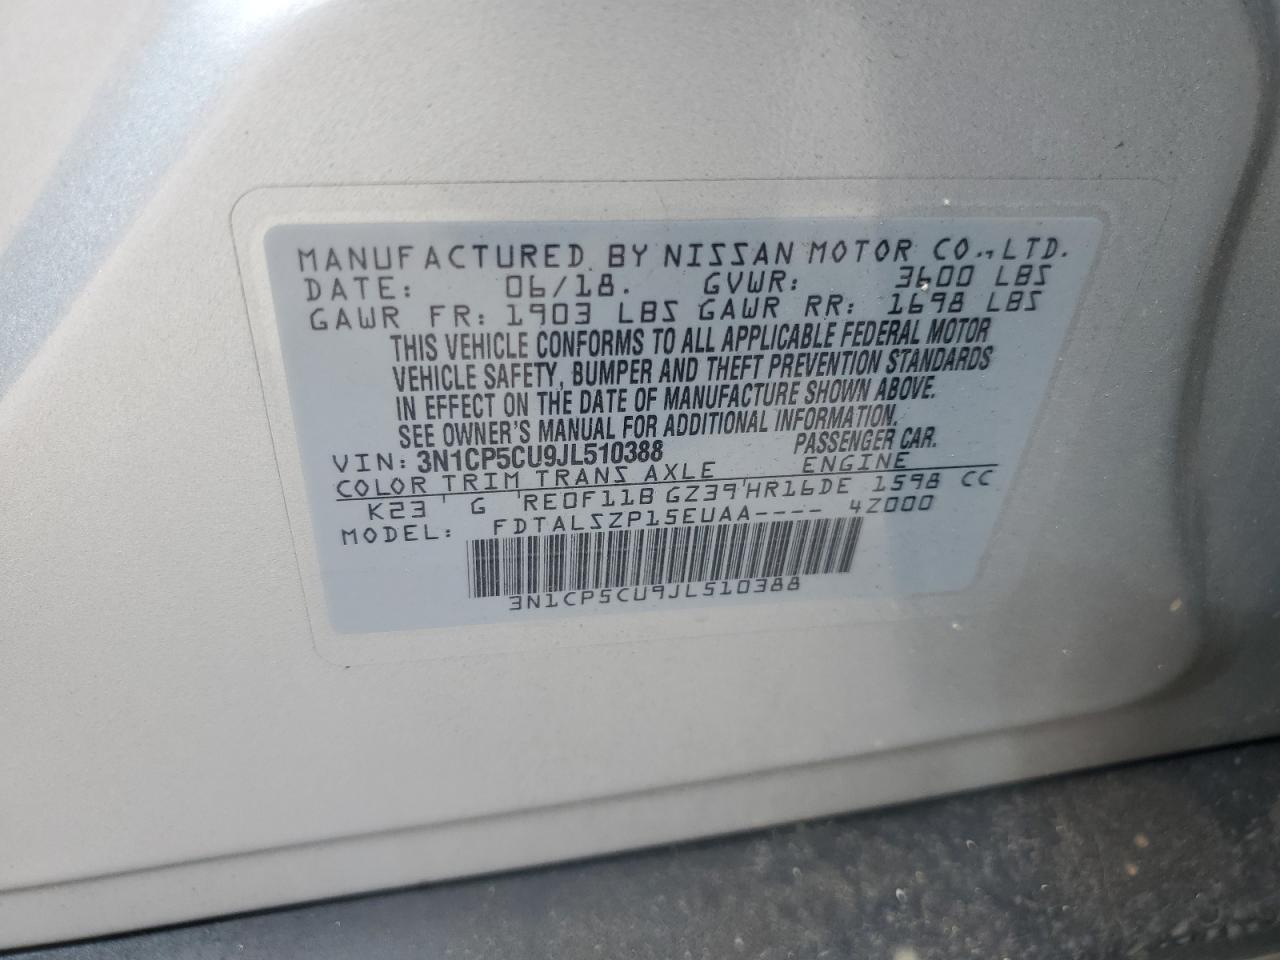 MANUFACTURED BY NISSAN MOTOR CO., LTD.
DATE: 06/18. GVWR: 3600 LBS
GAWR FR: 1903 LBS GAWR RR: 1698 LBS
THIS VEHICLE CONFORMS TO ALL APPLICABLE FEDERAL MOTOR
VEHICLE SAFETY, BUMPER AND THEFT PREVENTION STANDARDS
IN EFFECT ON THE DATE OF MANUFACTURE SHOWN ABOVE.
SEE OWNER'S MANUAL FOR ADDITIONAL INFORMATION.
VIN: 3N1CP5CU9JL510388 PASSENGER CAR.
COLOR TRIM TRANS AXLE ENGINE
K23 G RE0F11B GZ39 HR16DE 1598 CC
MODEL: FDTALSZP15EUAA---- 4Z000
3N1CP5CU9JL510388